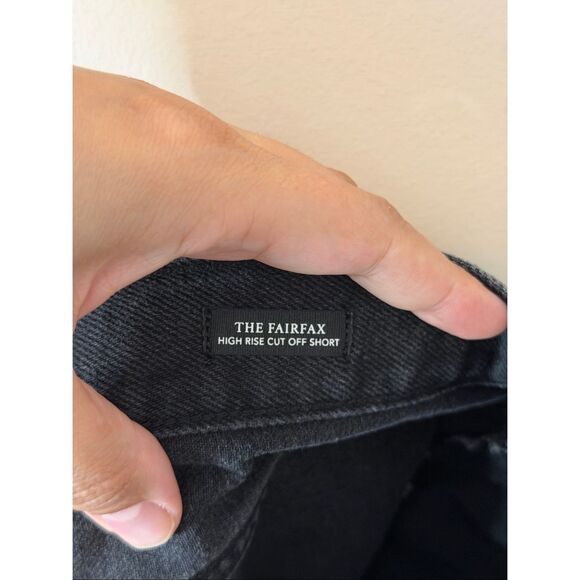 THE FAIRFAX
HIGH RISE CUT OFF SHORT